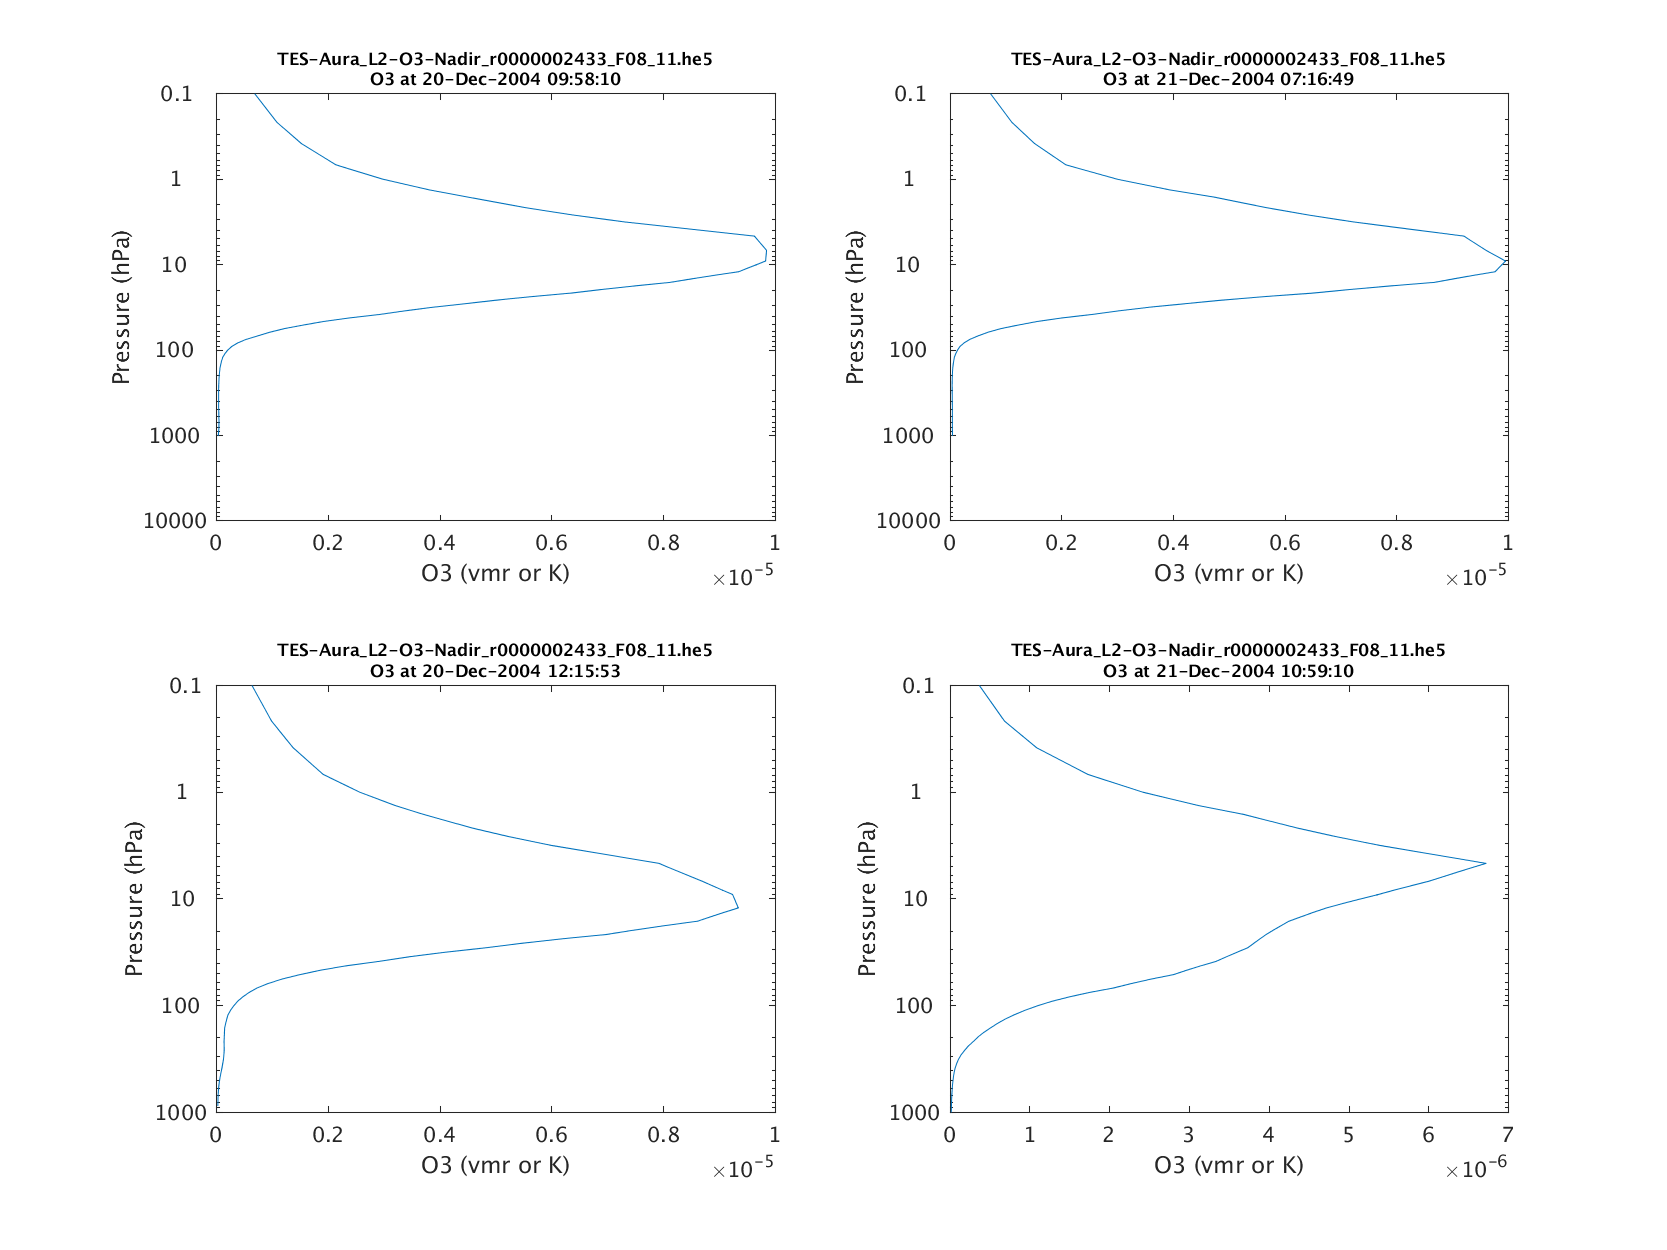 TES-Aura_L2-O3-Nadir_r0000002433_F08_11.he5
O3 at 20-Dec-2004 09:58:10
0.1
1
10
100
1000
10000
Pressure (hPa)
0 0.2 0.4 0.6 0.8 1
O3 (vmr or K)
×10⁻⁵
TES-Aura_L2-O3-Nadir_r0000002433_F08_11.he5
O3 at 21-Dec-2004 07:16:49
0.1
1
10
100
1000
10000
Pressure (hPa)
0 0.2 0.4 0.6 0.8 1
O3 (vmr or K)
×10⁻⁵
TES-Aura_L2-O3-Nadir_r0000002433_F08_11.he5
O3 at 20-Dec-2004 12:15:53
0.1
1
10
100
1000
Pressure (hPa)
0 0.2 0.4 0.6 0.8 1
O3 (vmr or K)
×10⁻⁵
TES-Aura_L2-O3-Nadir_r0000002433_F08_11.he5
O3 at 21-Dec-2004 10:59:10
0.1
1
10
100
1000
Pressure (hPa)
0 1 2 3 4 5 6 7
O3 (vmr or K)
×10⁻⁶